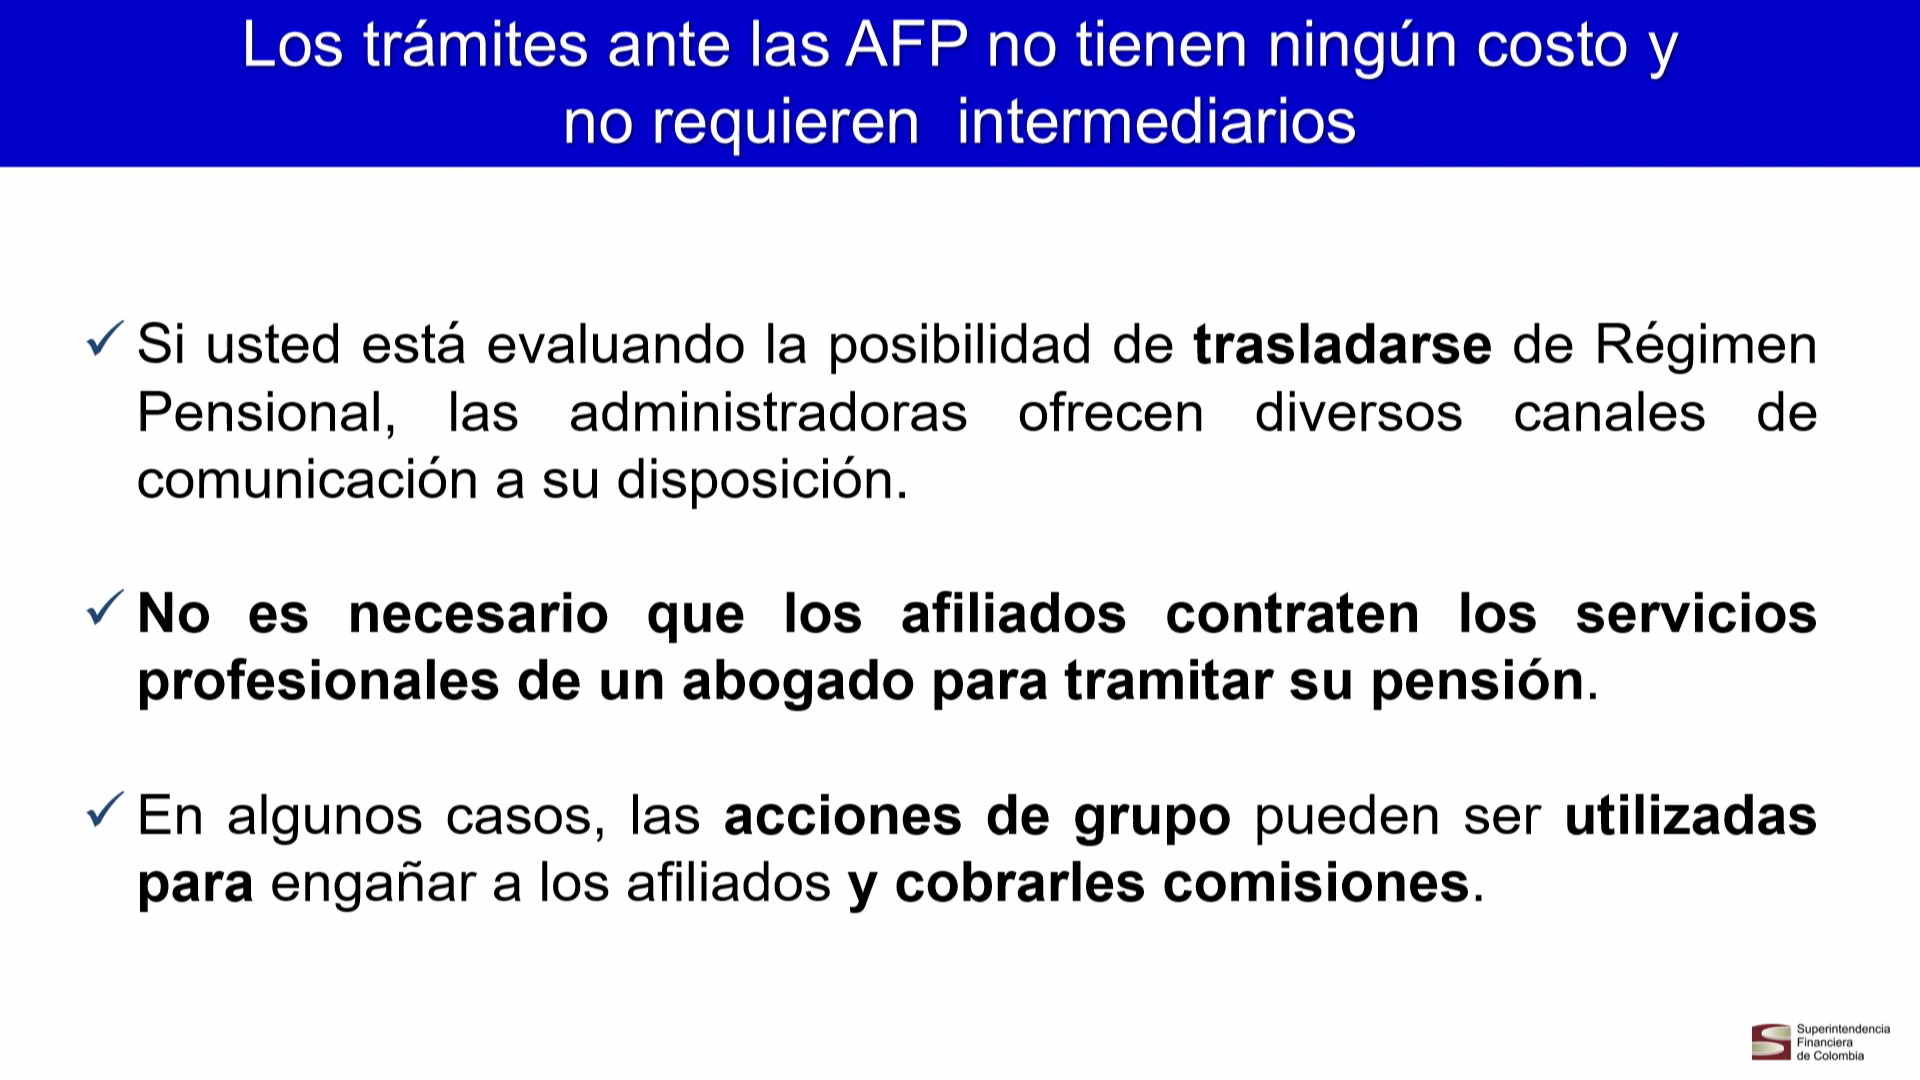 Los trámites ante las AFP no tienen ningún costo y
no requieren  intermediarios
✓ Si usted está evaluando la posibilidad de trasladarse de Régimen
Pensional, las administradoras ofrecen diversos canales de
comunicación a su disposición.
✓ No es necesario que los afiliados contraten los servicios
profesionales de un abogado para tramitar su pensión.
✓ En algunos casos, las acciones de grupo pueden ser utilizadas
para engañar a los afiliados y cobrarles comisiones.
Superintendencia
Financiera
de Colombia